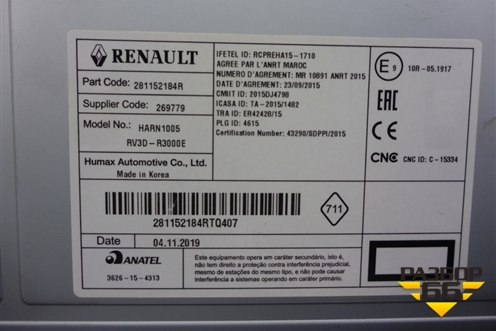 RENAULT
Part Code: 281152184R
Supplier Code: 269779
Model No.: HARN1005
RV3D-R3000E
Humax Automotive Co., Ltd.
Made in Korea
IFETEL ID: RCPREHA15-1710
AGREE PAR L'ANRT MAROC
NUMERO D'AGREMENT: MR 10891 ANRT 2015
DATE D'AGREMENT: 23/09/2015
CMIIT ID: 2015DJ4798
ICASA ID: TA-2015/1482
TRA ID: ER42428/15
PLG ID: 4615
Certification Number: 43290/SDPPI/2015
E9
10R-05.1917
EAC
CE
CNC CNC ID: C-15334
281152184RTQ407
711
Date 04.11.2019
ANATEL
3626-15-4313
Este equipamento opera em caráter secundário, isto é,
não tem direito a proteção contra interferência prejudicial,
mesmo de estações do mesmo tipo, e não pode causar
interferência a sistemas operando em caráter primário.
РАЗБОР
66